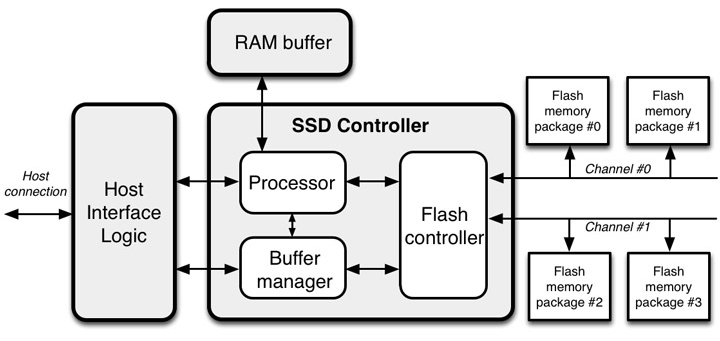 RAM buffer
SSD Controller
Host
connection
Host
Interface
Logic
Processor
Buffer
manager
Flash
controller
Flash
memory
package #0
Flash
memory
package #1
Channel #0
Channel #1
Flash
memory
package #2
Flash
memory
package #3